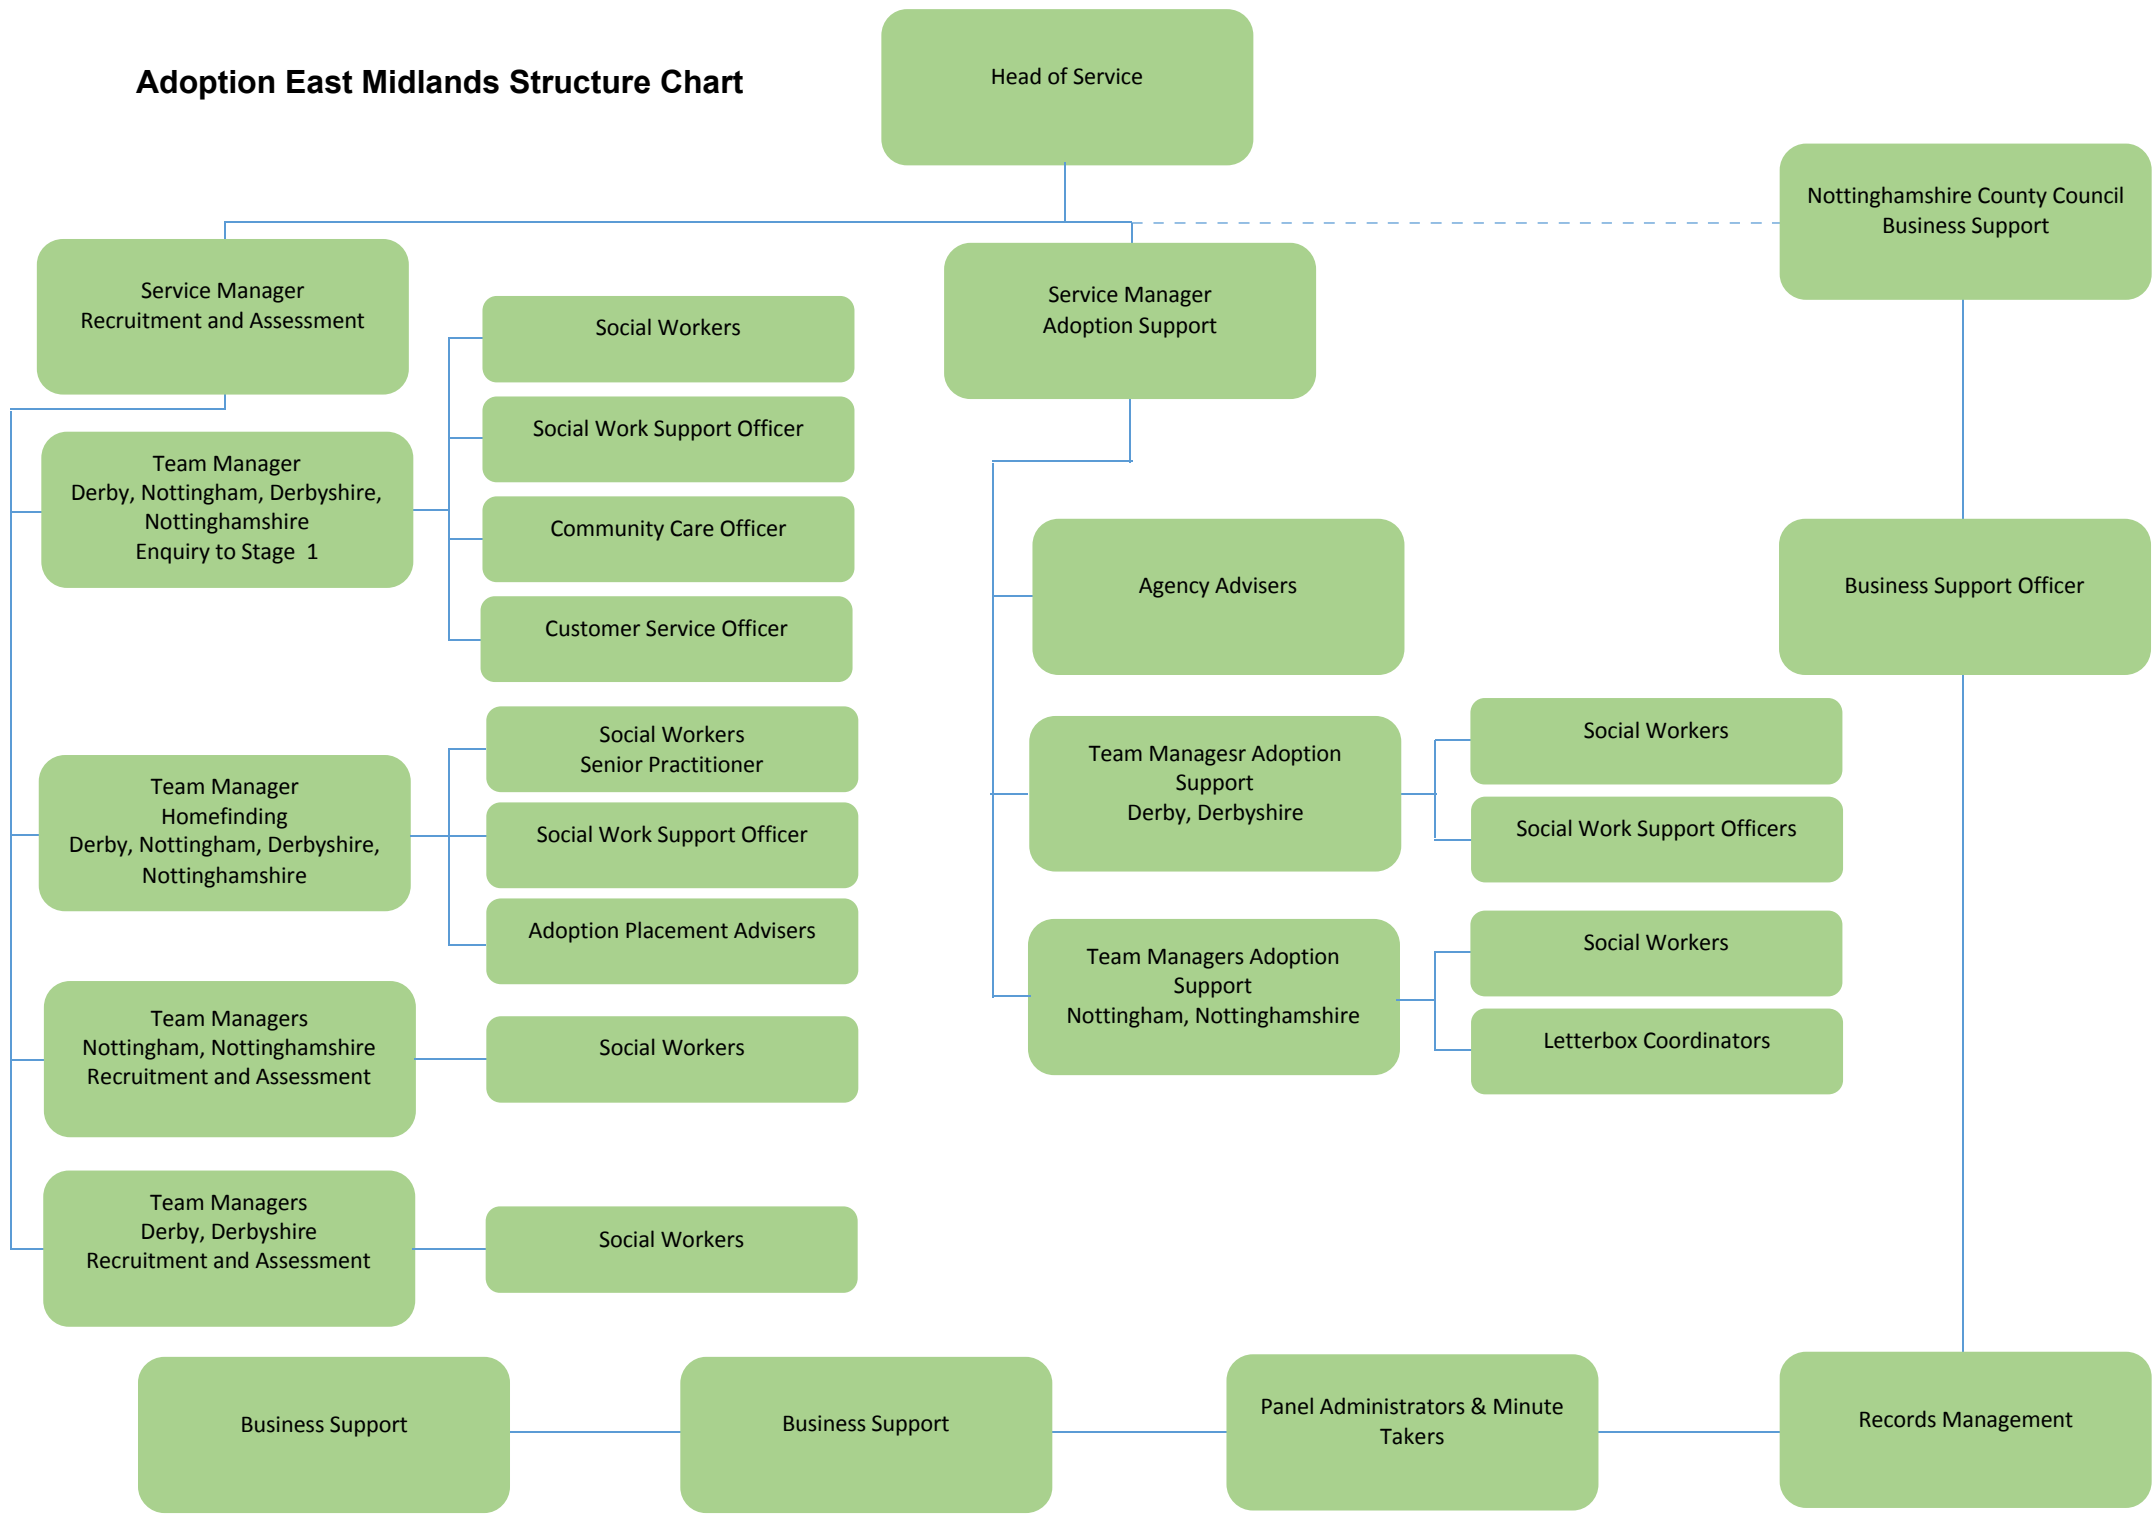 Adoption East Midlands Structure Chart
Head of Service
Nottinghamshire County Council
Business Support
Service Manager
Recruitment and Assessment
Service Manager
Adoption Support
Social Workers
Social Work Support Officer
Community Care Officer
Customer Service Officer
Team Manager
Derby, Nottingham, Derbyshire,
Nottinghamshire
Enquiry to Stage  1
Social Workers
Senior Practitioner
Social Work Support Officer
Adoption Placement Advisers
Team Manager
Homefinding
Derby, Nottingham, Derbyshire,
Nottinghamshire
Team Managers
Nottingham, Nottinghamshire
Recruitment and Assessment
Social Workers
Team Managers
Derby, Derbyshire
Recruitment and Assessment
Social Workers
Agency Advisers
Business Support Officer
Team Managesr Adoption
Support
Derby, Derbyshire
Social Workers
Social Work Support Officers
Team Managers Adoption
Support
Nottingham, Nottinghamshire
Social Workers
Letterbox Coordinators
Business Support
Business Support
Panel Administrators & Minute
Takers
Records Management